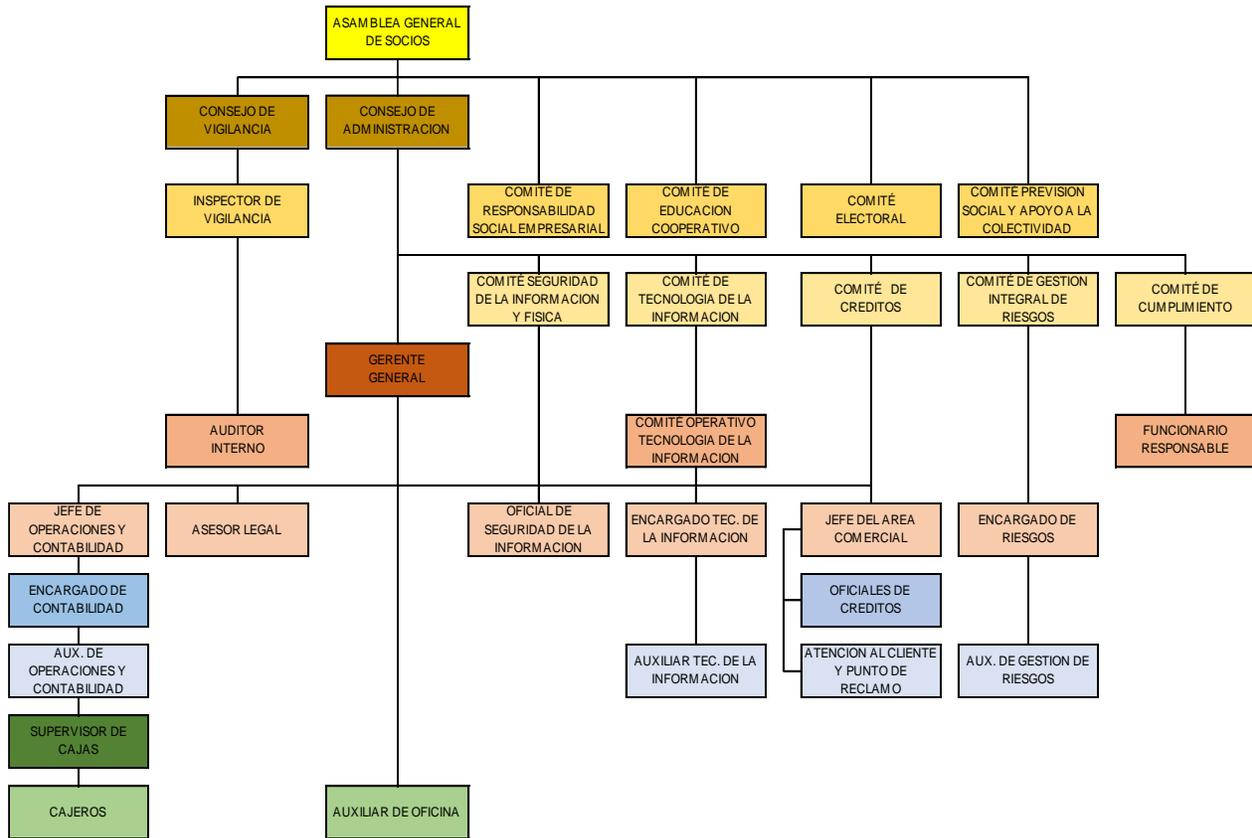 ASAMBLEA GENERAL
DE SOCIOS
CONSEJO DE
VIGILANCIA
CONSEJO DE
ADMINISTRACION
INSPECTOR DE
VIGILANCIA
COMITÉ DE
RESPONSABILIDAD
SOCIAL EMPRESARIAL
COMITÉ DE
EDUCACION
COOPERATIVO
COMITÉ
ELECTORAL
COMITÉ PREVISION
SOCIAL Y APOYO A LA
COLECTIVIDAD
COMITÉ SEGURIDAD
DE LA INFORMACION
Y FISICA
COMITÉ DE
TECNOLOGIA DE LA
INFORMACION
COMITÉ DE
CREDITOS
COMITÉ DE GESTION
INTEGRAL DE
RIESGOS
COMITÉ DE
CUMPLIMIENTO
GERENTE
GENERAL
AUDITOR
INTERNO
COMITÉ OPERATIVO
TECNOLOGIA DE LA
INFORMACION
FUNCIONARIO
RESPONSABLE
JEFE DE
OPERACIONES Y
CONTABILIDAD
ASESOR LEGAL
OFICIAL DE
SEGURIDAD DE LA
INFORMACION
ENCARGADO TEC. DE
LA INFORMACION
JEFE DEL AREA
COMERCIAL
ENCARGADO DE
RIESGOS
ENCARGADO DE
CONTABILIDAD
OFICIALES DE
CREDITOS
AUX. DE
OPERACIONES Y
CONTABILIDAD
AUXILIAR TEC. DE LA
INFORMACION
ATENCION AL CLIENTE
Y PUNTO DE
RECLAMO
AUX. DE GESTION DE
RIESGOS
SUPERVISOR DE
CAJAS
CAJEROS
AUXILIAR DE OFICINA